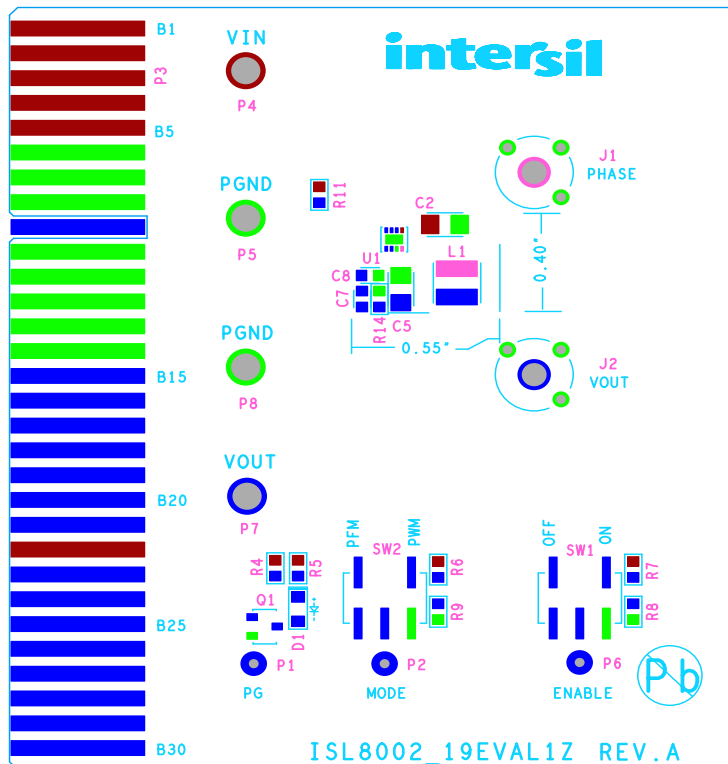 B1
VIN
intersil
P3
P4
B5
J1
PHASE
PGND
R11
C2
P5
U1
L1
0.40"
C8
C7
R14
C5
0.55"
PGND
J2
VOUT
B15
P8
VOUT
B20
P7
PFM
PWM
OFF
ON
SW2
SW1
R4
R5
R6
R7
Q1
R9
R8
B25
D1
P1
P2
P6
PG
MODE
ENABLE
Pb
B30
ISL8002_19EVAL1Z REV.A